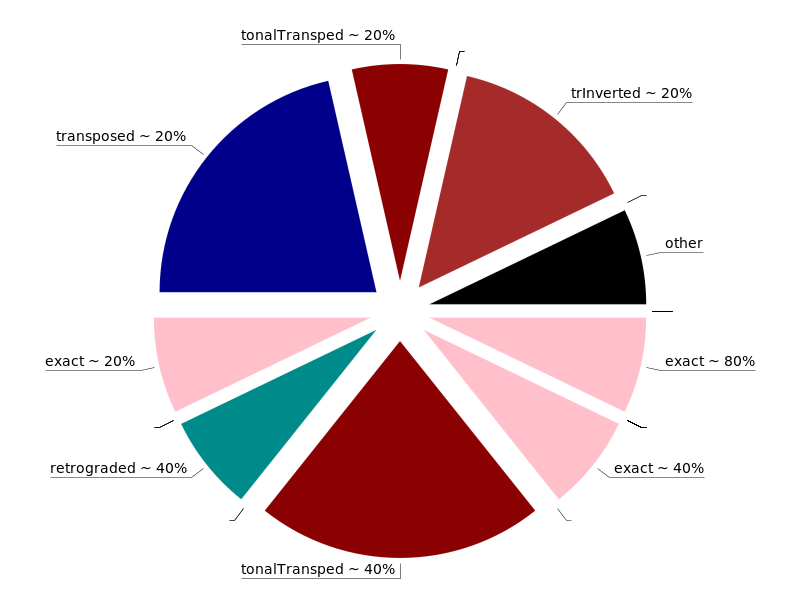 tonalTransped ~ 20%
trInverted ~ 20%
transposed ~ 20%
other
exact ~ 20%
exact ~ 80%
retrograded ~ 40%
exact ~ 40%
tonalTransped ~ 40%